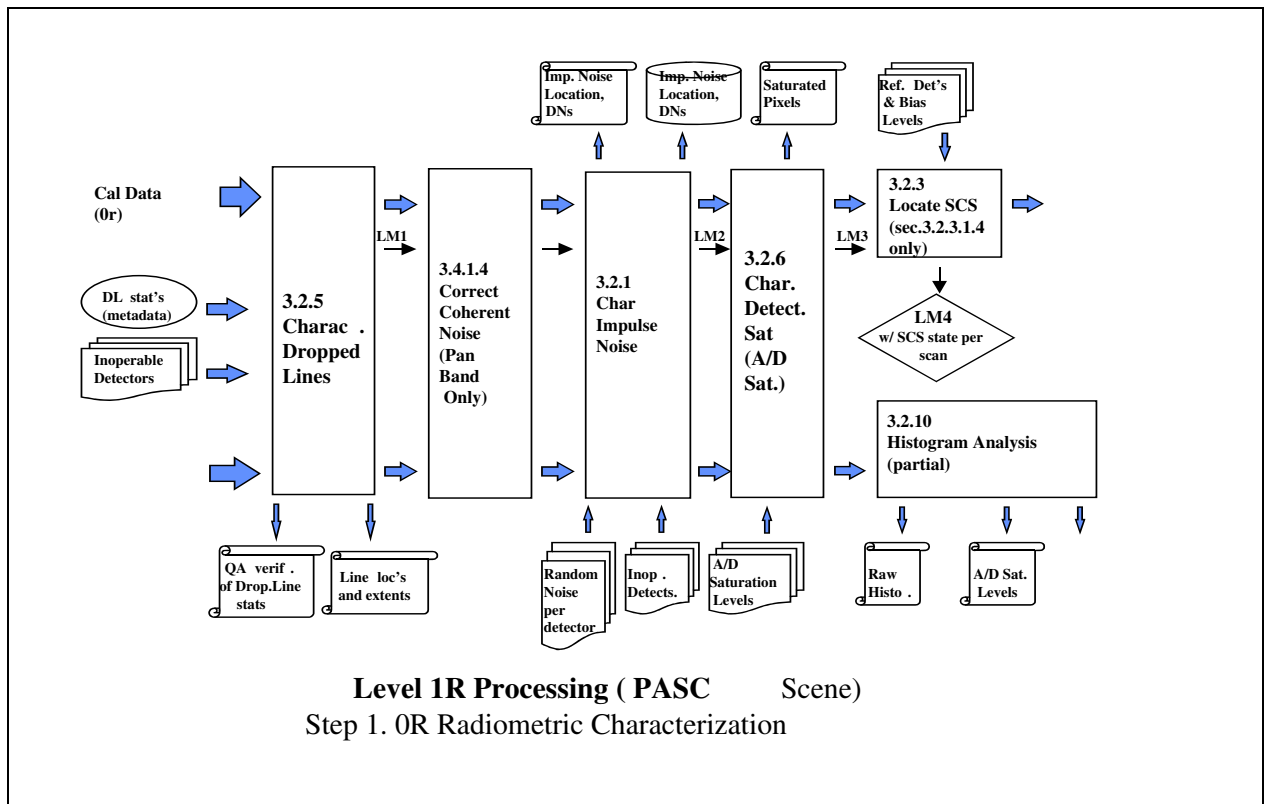 Imp. Noise
Location,
DNs
Imp. Noise
Location,
DNs
Saturated
Pixels
Ref. Det's
& Bias
Levels
Cal Data
(0r)
DL stat's
(metadata)
Inoperable
Detectors
3.2.5
Charac .
Dropped
Lines
LM1
3.4.1.4
Correct
Coherent
Noise
(Pan
Band
Only)
3.2.1
Char
Impulse
Noise
LM2
3.2.6
Char.
Detect.
Sat
(A/D
Sat.)
LM3
3.2.3
Locate SCS
(sec.3.2.3.1.4
only)
LM4
w/ SCS state per
scan
3.2.10
Histogram Analysis
(partial)
QA verif .
of Drop.Line
stats
Line loc's
and extents
Random
Noise
per
detector
Inop .
Detects.
A/D
Saturation
Levels
Raw
Histo .
A/D Sat.
Levels
Level 1R Processing ( PASC Scene)
Step 1. 0R Radiometric Characterization